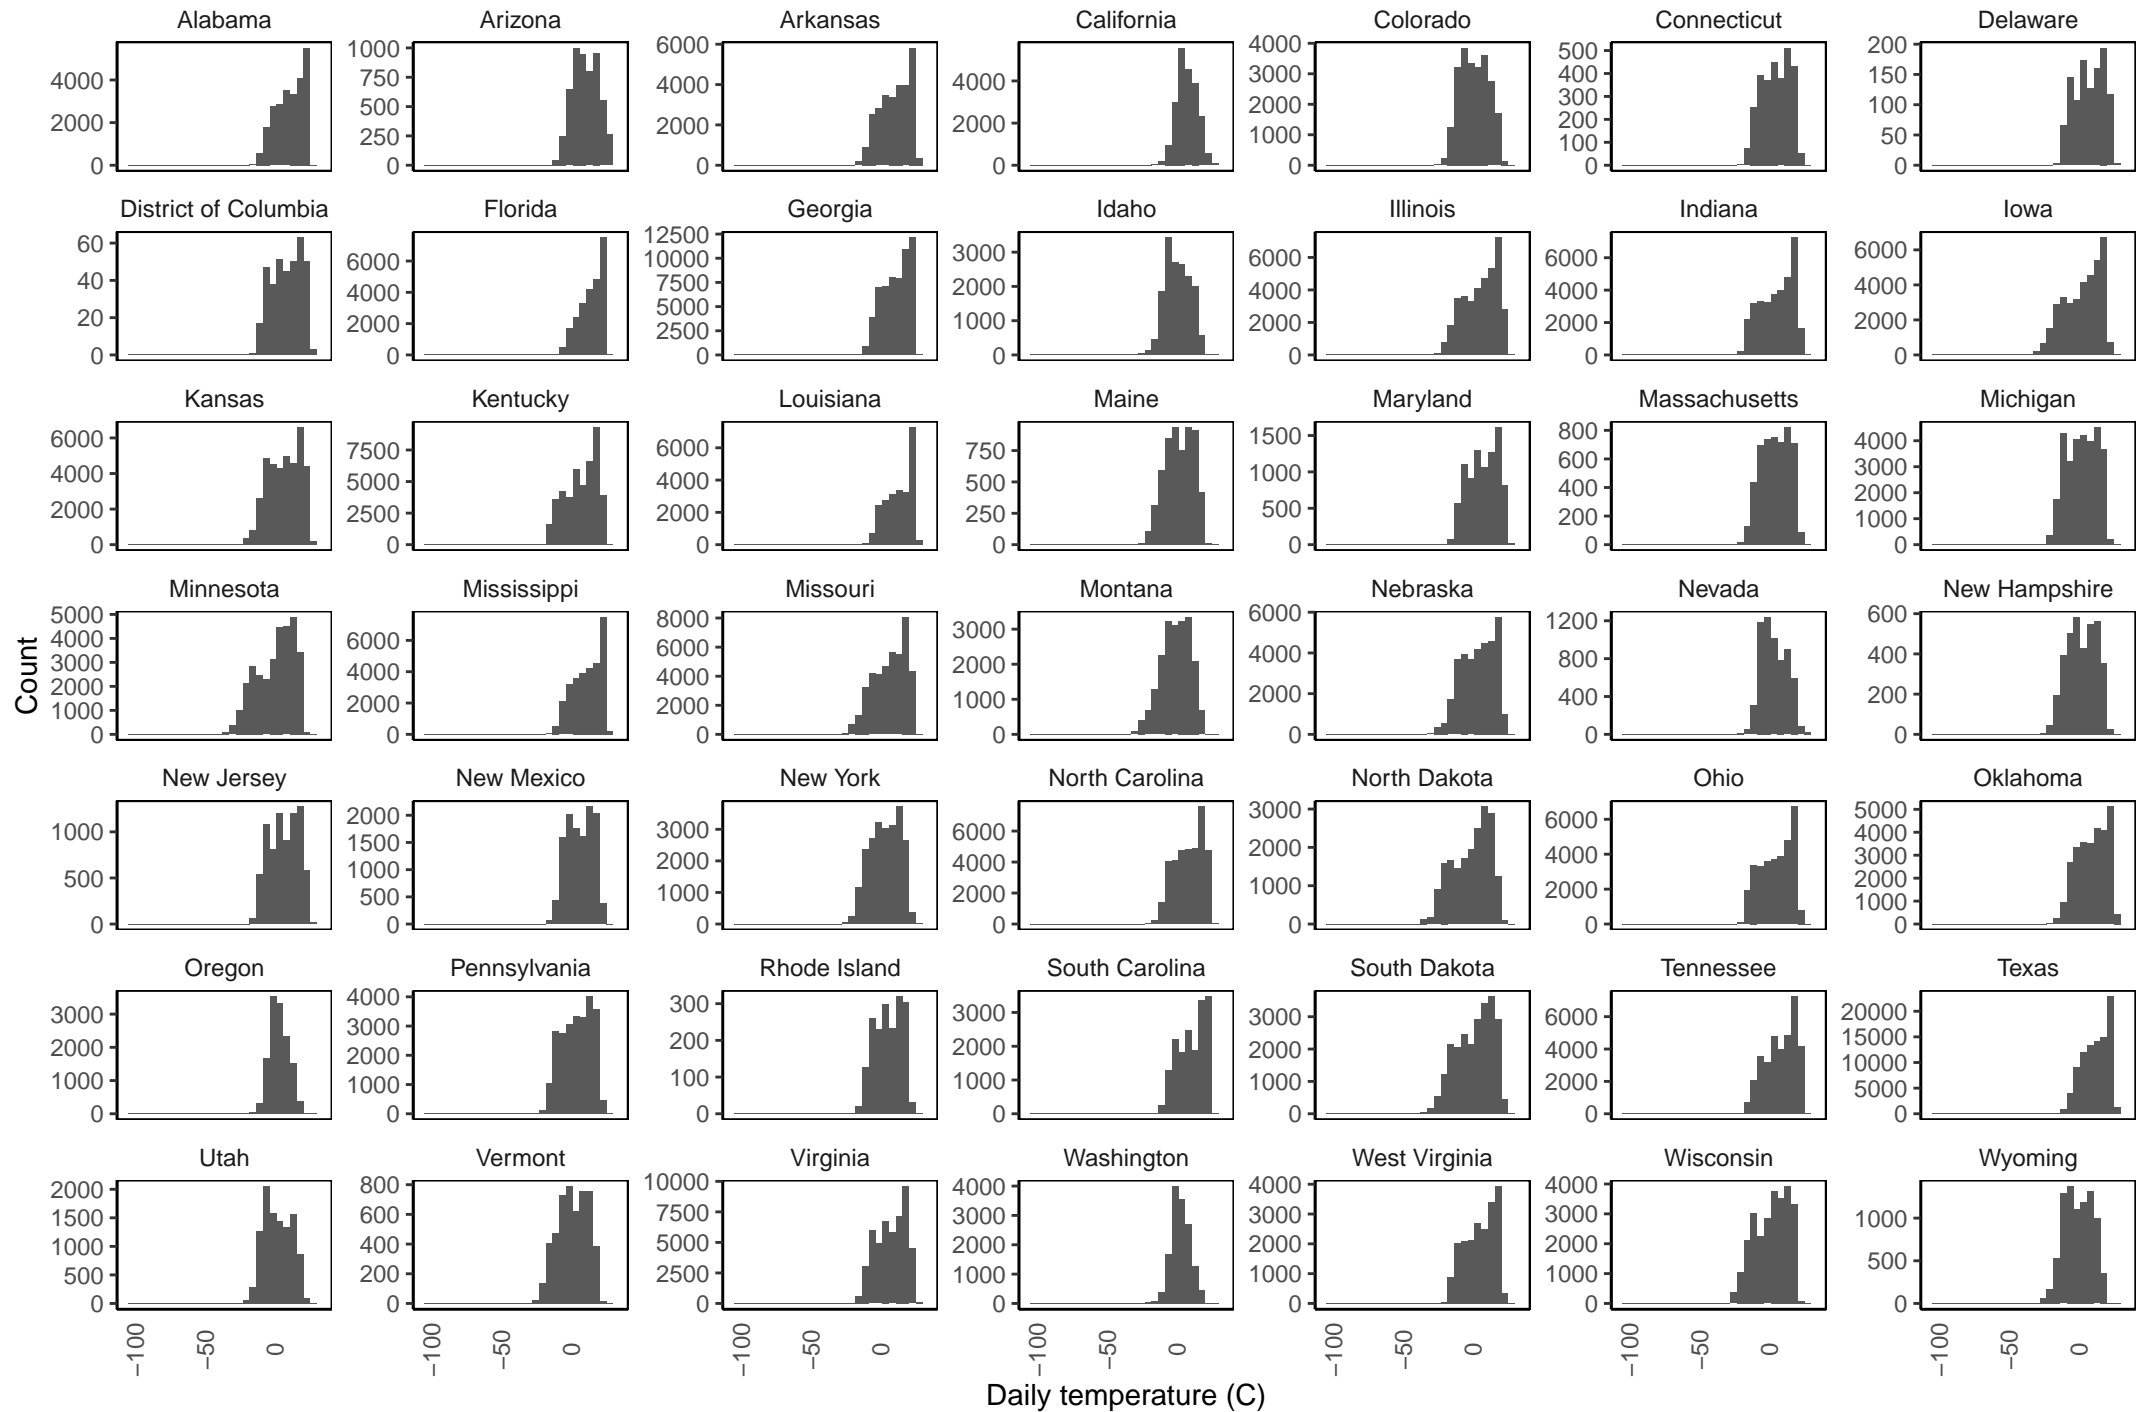 Alabama Arizona Arkansas California Colorado Connecticut Delaware
4000 2000 0
1000 750 500 250 0
6000 4000 2000 0
4000 2000 0
4000 3000 2000 1000 0
500 400 300 200 100 0
200 150 100 50 0
District of Columbia Florida Georgia Idaho Illinois Indiana Iowa
60 40 20 0
6000 4000 2000 0
12500 10000 7500 5000 2500 0
3000 2000 1000 0
6000 4000 2000 0
6000 4000 2000 0
6000 4000 2000 0
Kansas Kentucky Louisiana Maine Maryland Massachusetts Michigan
6000 4000 2000 0
7500 5000 2500 0
6000 4000 2000 0
750 500 250 0
1500 1000 500 0
800 600 400 200 0
4000 3000 2000 1000 0
Minnesota Mississippi Missouri Montana Nebraska Nevada New Hampshire
5000 4000 3000 2000 1000 0
6000 4000 2000 0
8000 6000 4000 2000 0
3000 2000 1000 0
6000 4000 2000 0
1200 800 400 0
600 400 200 0
Count
New Jersey New Mexico New York North Carolina North Dakota Ohio Oklahoma
1000 500 0
2000 1500 1000 500 0
3000 2000 1000 0
6000 4000 2000 0
3000 2000 1000 0
6000 4000 2000 0
5000 4000 3000 2000 1000 0
Oregon Pennsylvania Rhode Island South Carolina South Dakota Tennessee Texas
3000 2000 1000 0
4000 3000 2000 1000 0
300 200 100 0
3000 2000 1000 0
3000 2000 1000 0
6000 4000 2000 0
20000 15000 10000 5000 0
Utah Vermont Virginia Washington West Virginia Wisconsin Wyoming
2000 1500 1000 500 0
800 600 400 200 0
10000 7500 5000 2500 0
4000 3000 2000 1000 0
4000 3000 2000 1000 0
4000 3000 2000 1000 0
1000 500 0
−100 −50 0 −100 −50 0 −100 −50 0 −100 −50 0 −100 −50 0 −100 −50 0 −100 −50 0
Daily temperature (C)